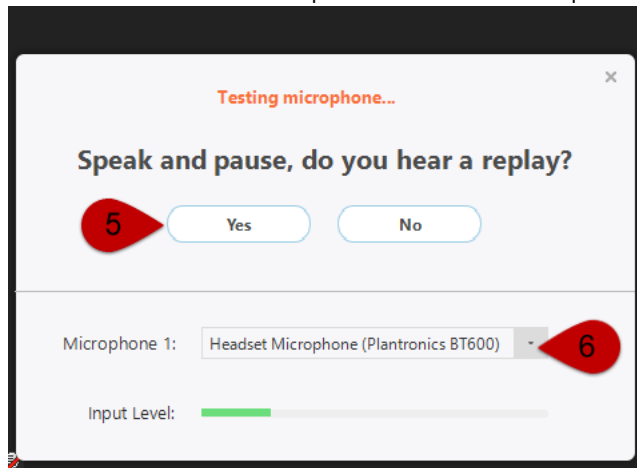 Testing microphone...
Speak and pause, do you hear a replay?
5 Yes No
Microphone 1: Headset Microphone (Plantronics BT600) 6
Input Level: